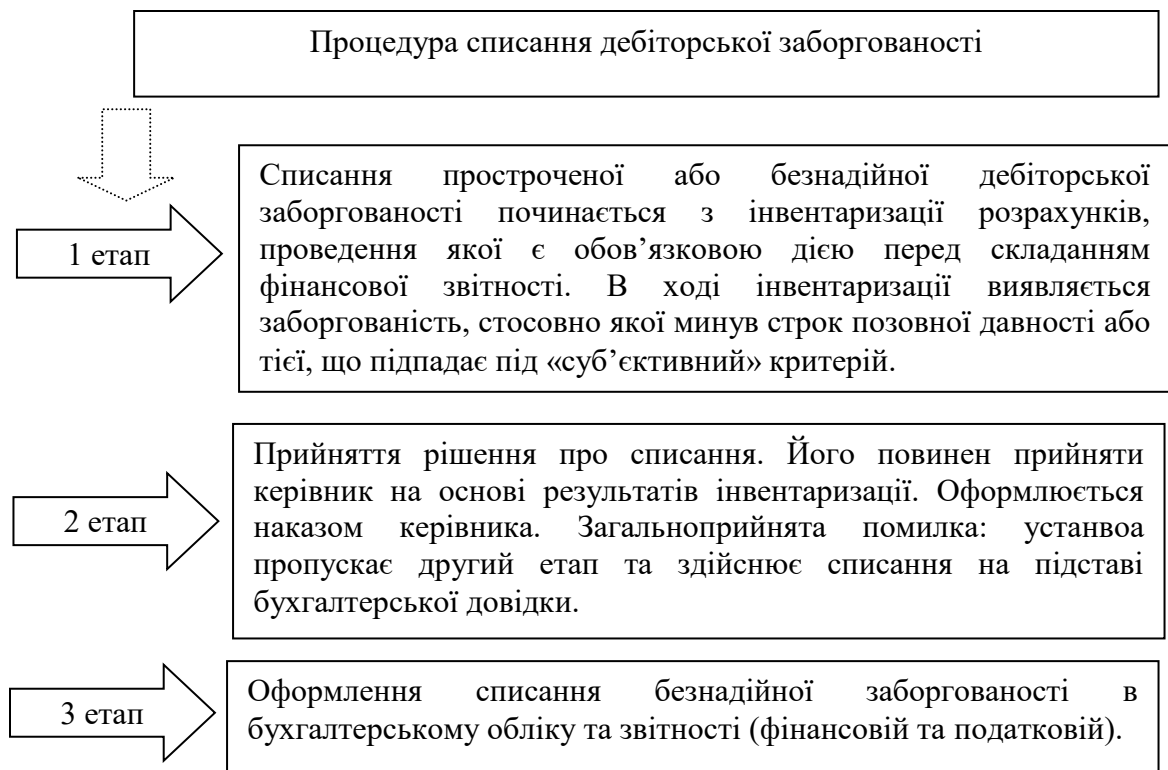 Процедура списання дебіторської заборгованості
1 етап
Списання простроченої або безнадійної дебіторської
заборгованості починається з інвентаризації розрахунків,
проведення якої є обов’язковою дією перед складанням
фінансової звітності. В ході інвентаризації виявляється
заборгованість, стосовно якої минув строк позовної давності або
тієї, що підпадає під «суб’єктивний» критерій.
2 етап
Прийняття рішення про списання. Його повинен прийняти
керівник на основі результатів інвентаризації. Оформлюється
наказом керівника. Загальноприйнята помилка: устанвоа
пропускає другий етап та здійснює списання на підставі
бухгалтерської довідки.
3 етап
Оформлення списання безнадійної заборгованості в
бухгалтерському обліку та звітності (фінансовій та податковій).